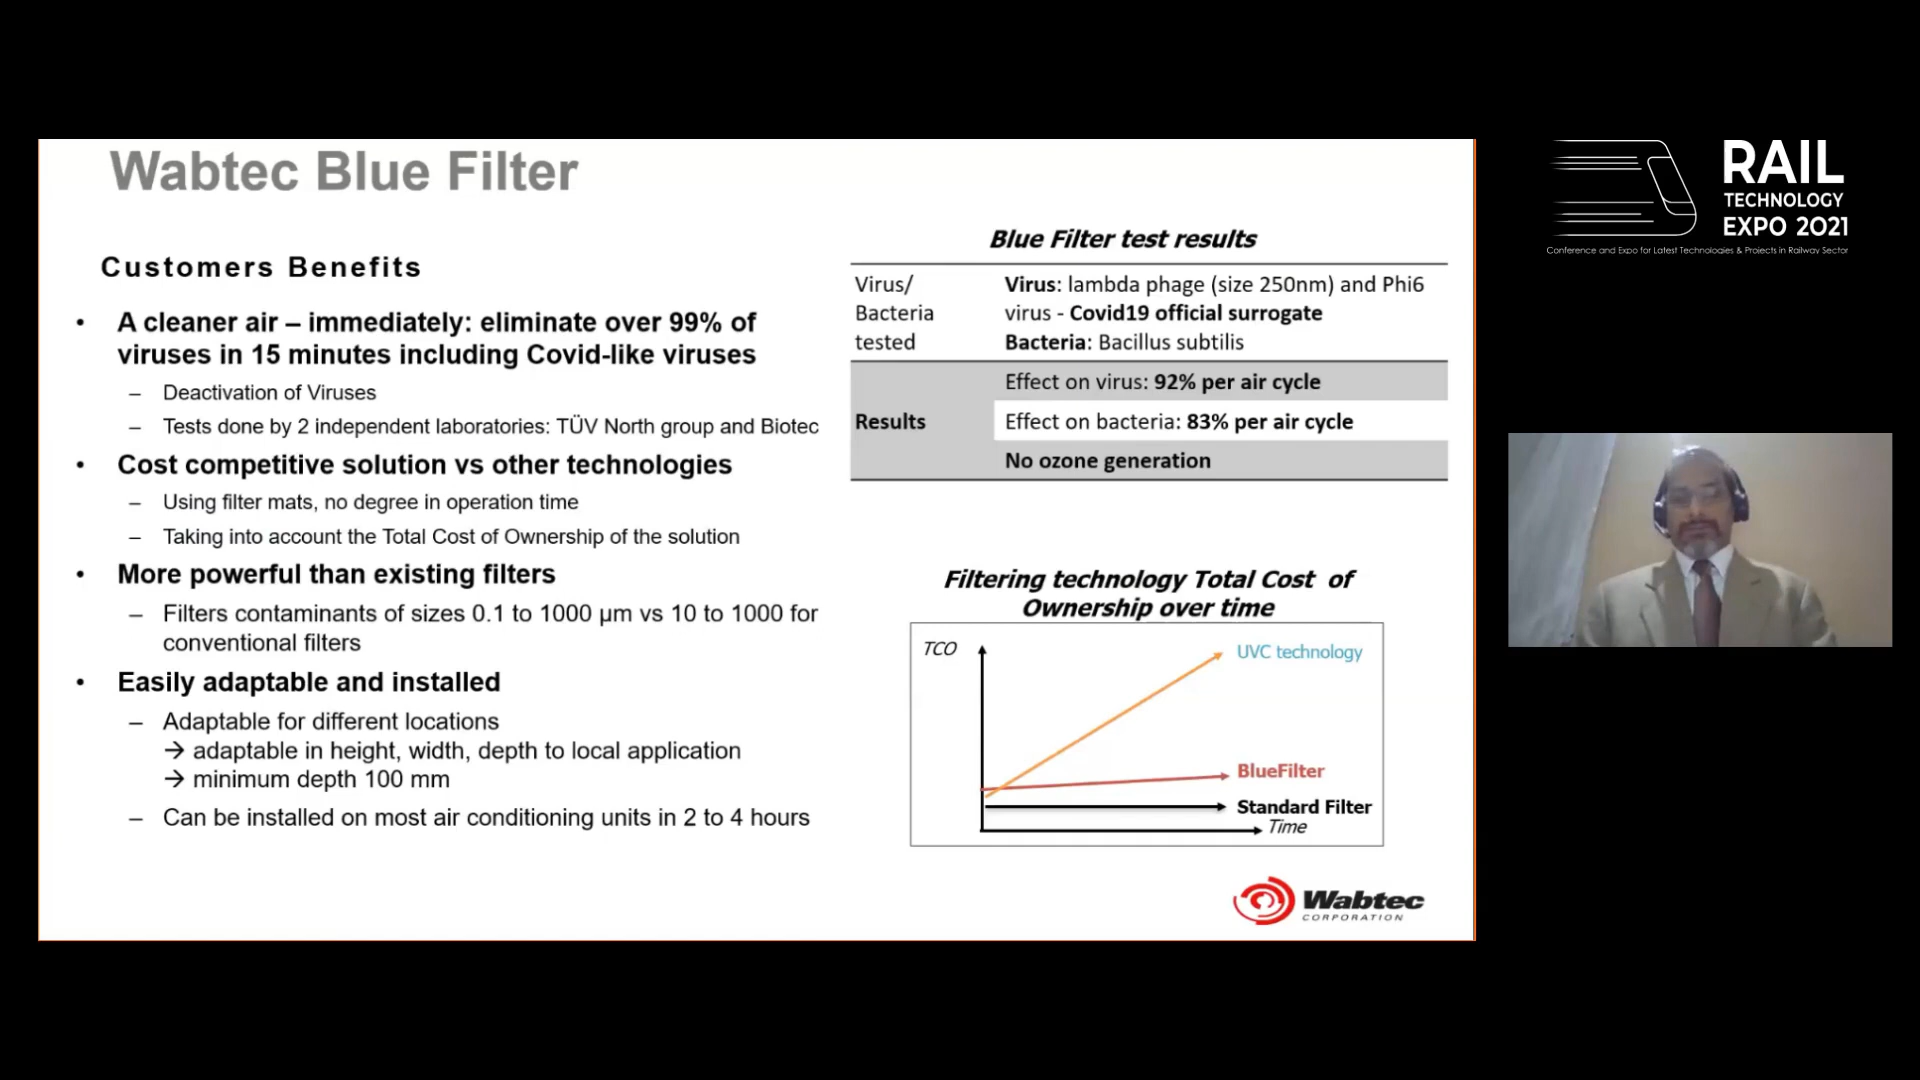 Wabtec Blue Filter
Customers Benefits
• A cleaner air – immediately: eliminate over 99% of
viruses in 15 minutes including Covid-like viruses
– Deactivation of Viruses
– Tests done by 2 independent laboratories: TÜV North group and Biotec
• Cost competitive solution vs other technologies
– Using filter mats, no degree in operation time
– Taking into account the Total Cost of Ownership of the solution
• More powerful than existing filters
– Filters contaminants of sizes 0.1 to 1000 µm vs 10 to 1000 for
conventional filters
• Easily adaptable and installed
– Adaptable for different locations
→ adaptable in height, width, depth to local application
→ minimum depth 100 mm
– Can be installed on most air conditioning units in 2 to 4 hours
Blue Filter test results
Virus/
Bacteria
tested
Virus: lambda phage (size 250nm) and Phi6
virus - Covid19 official surrogate
Bacteria: Bacillus subtilis
Results
Effect on virus: 92% per air cycle
Effect on bacteria: 83% per air cycle
No ozone generation
Filtering technology Total Cost of
Ownership over time
TCO
UVC technology
BlueFilter
Standard Filter
Time
Wabtec
CORPORATION
RAIL
TECHNOLOGY
EXPO 2021
Conference and Expo for Latest Technologies & Projects in Railway Sector